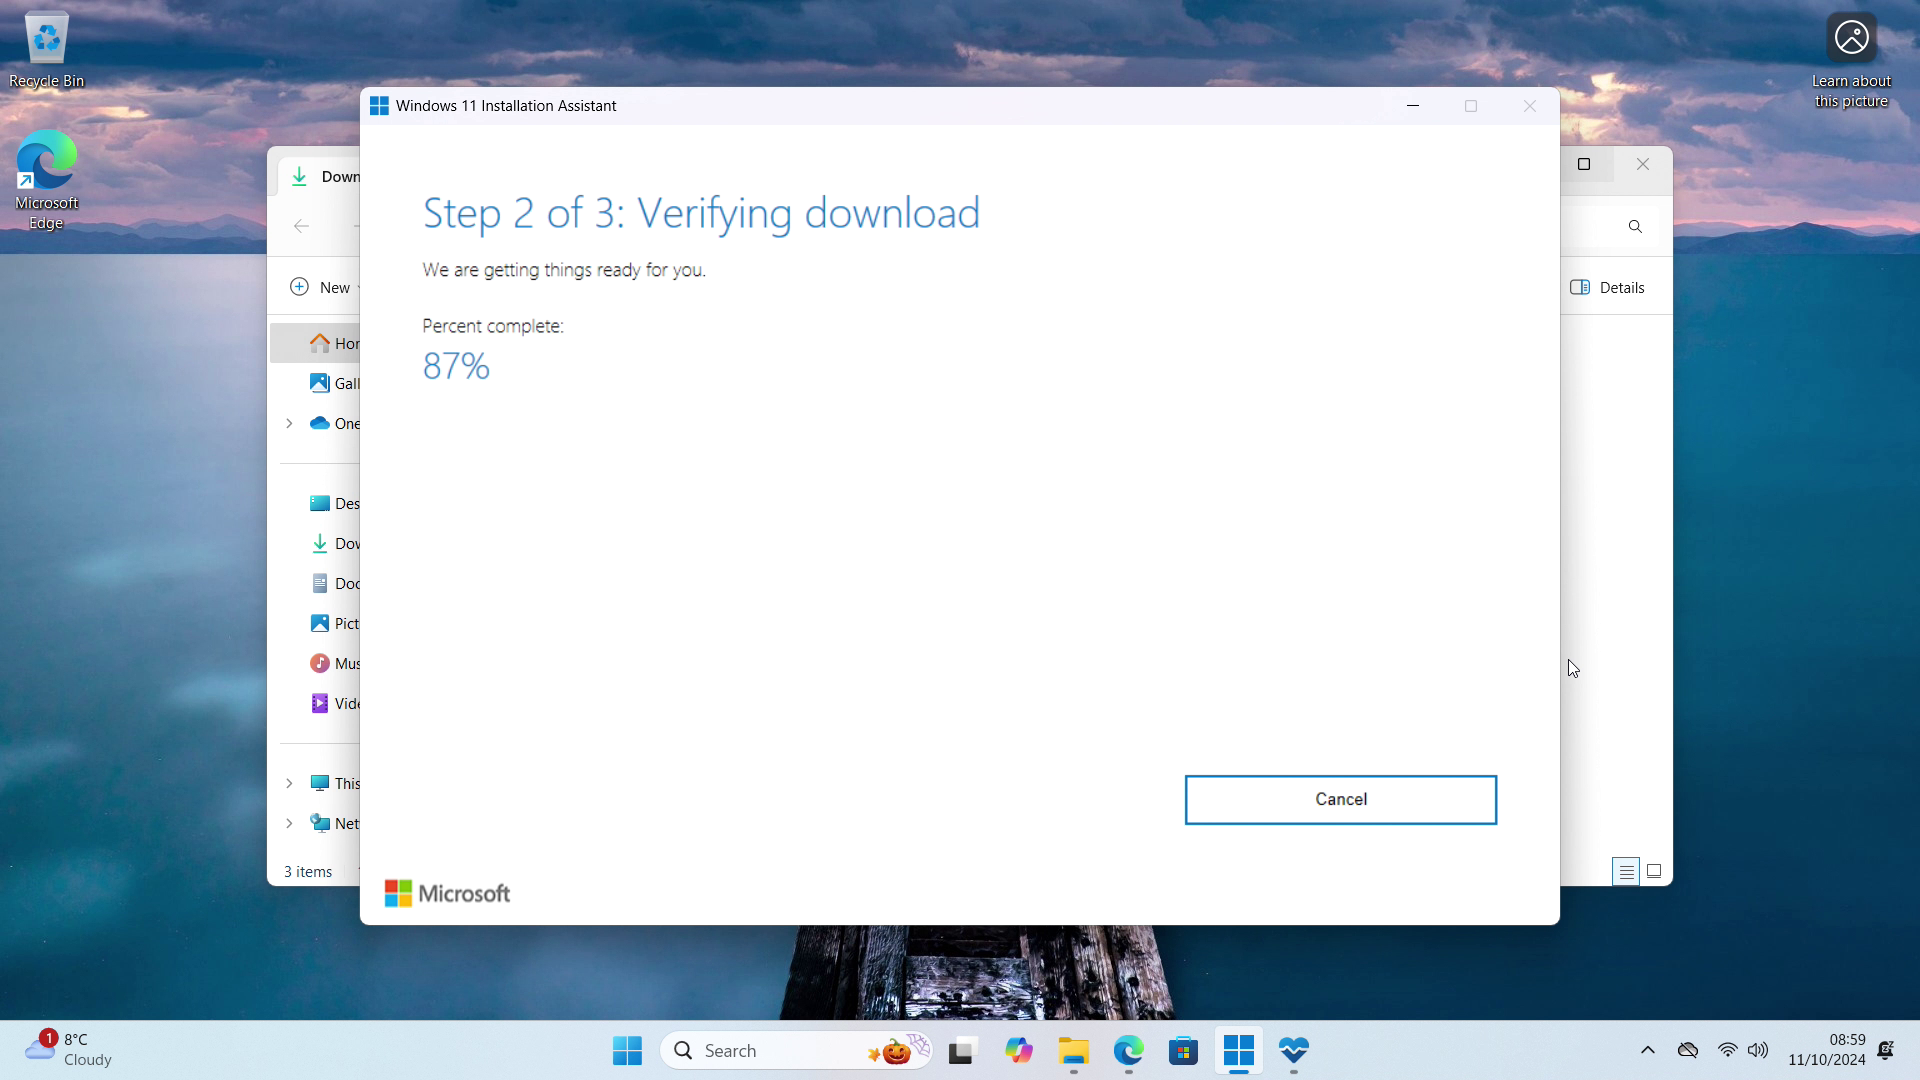 Recycle Bin
Microsoft
Edge
Learn about
this picture
Windows 11 Installation Assistant
Step 2 of 3: Verifying download
We are getting things ready for you.
Percent complete:
87%
Cancel
Microsoft
Down
New
Details
Hor
Gall
One
Des
Dow
Doc
Pict
Mus
Vide
This
Net
3 items
1
8°C
Cloudy
Search
08:59
11/10/2024